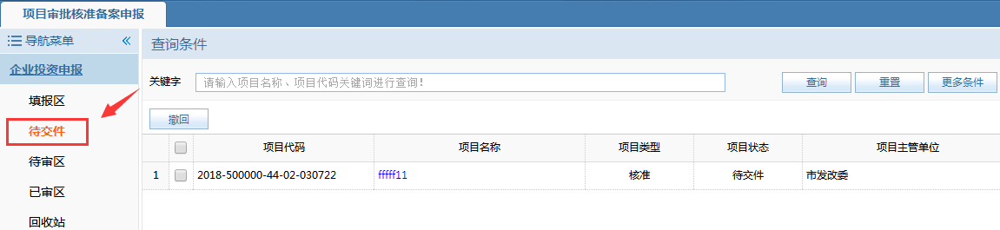 项目审批核准备案申报
导航菜单
企业投资申报
填报区
待交件
待审区
已审区
回收站
查询条件
关键字 请输入项目名称、项目代码关键词进行查询! 查询 重置 更多条件
撤回
项目代码 项目名称 项目类型 项目状态 项目主管单位
1 2018-500000-44-02-030722 fffff11 核准 待交件 市发改委